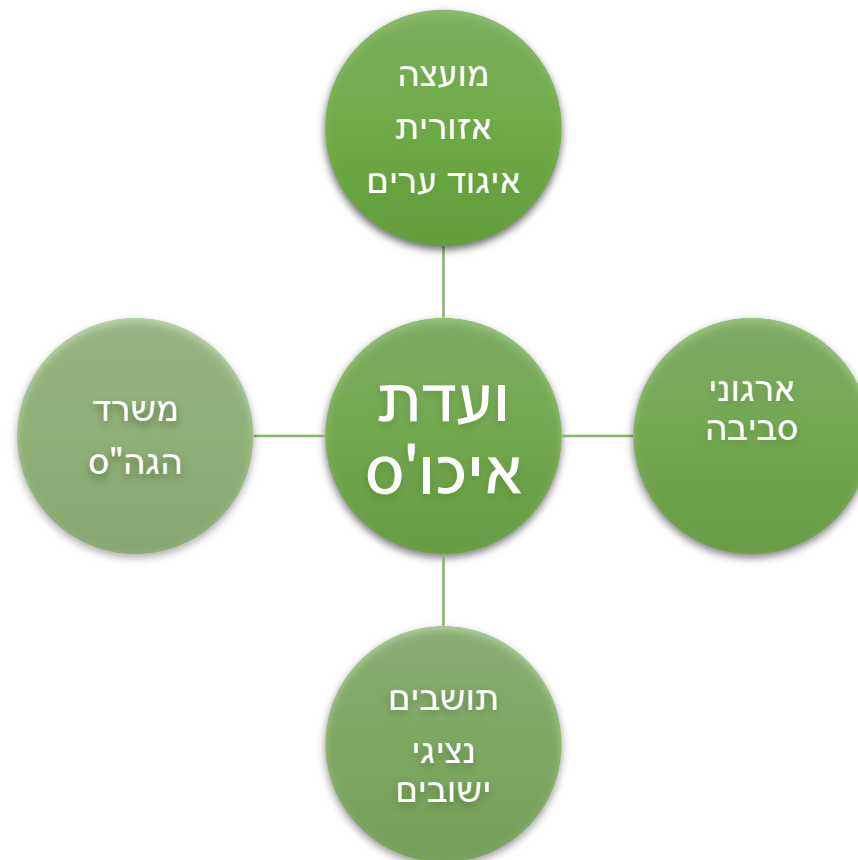 מועצה
אזורית
איגוד ערים
ועדת
איכו'ס
ארגוני
סביבה
משרד
הגה"ס
תושבים
נציגי
ישובים